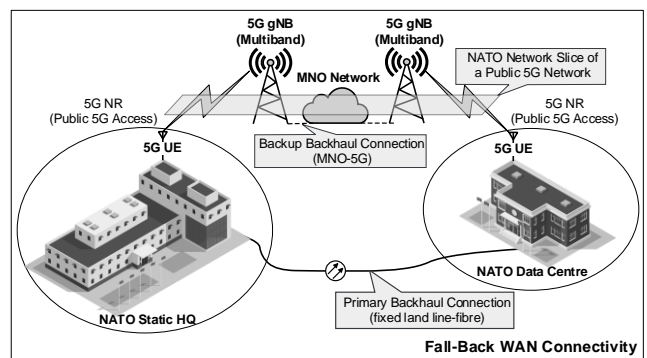 5G gNB
(Multiband)
5G gNB
(Multiband)
NATO Network Slice of
a Public 5G Network
MNO Network
5G NR
(Public 5G Access)
5G NR
(Public 5G Access)
Backup Backhaul Connection
(MNO-5G)
5G UE
5G UE
NATO Data Centre
Primary Backhaul Connection
(fixed land line-fibre)
NATO Static HQ
Fall-Back WAN Connectivity